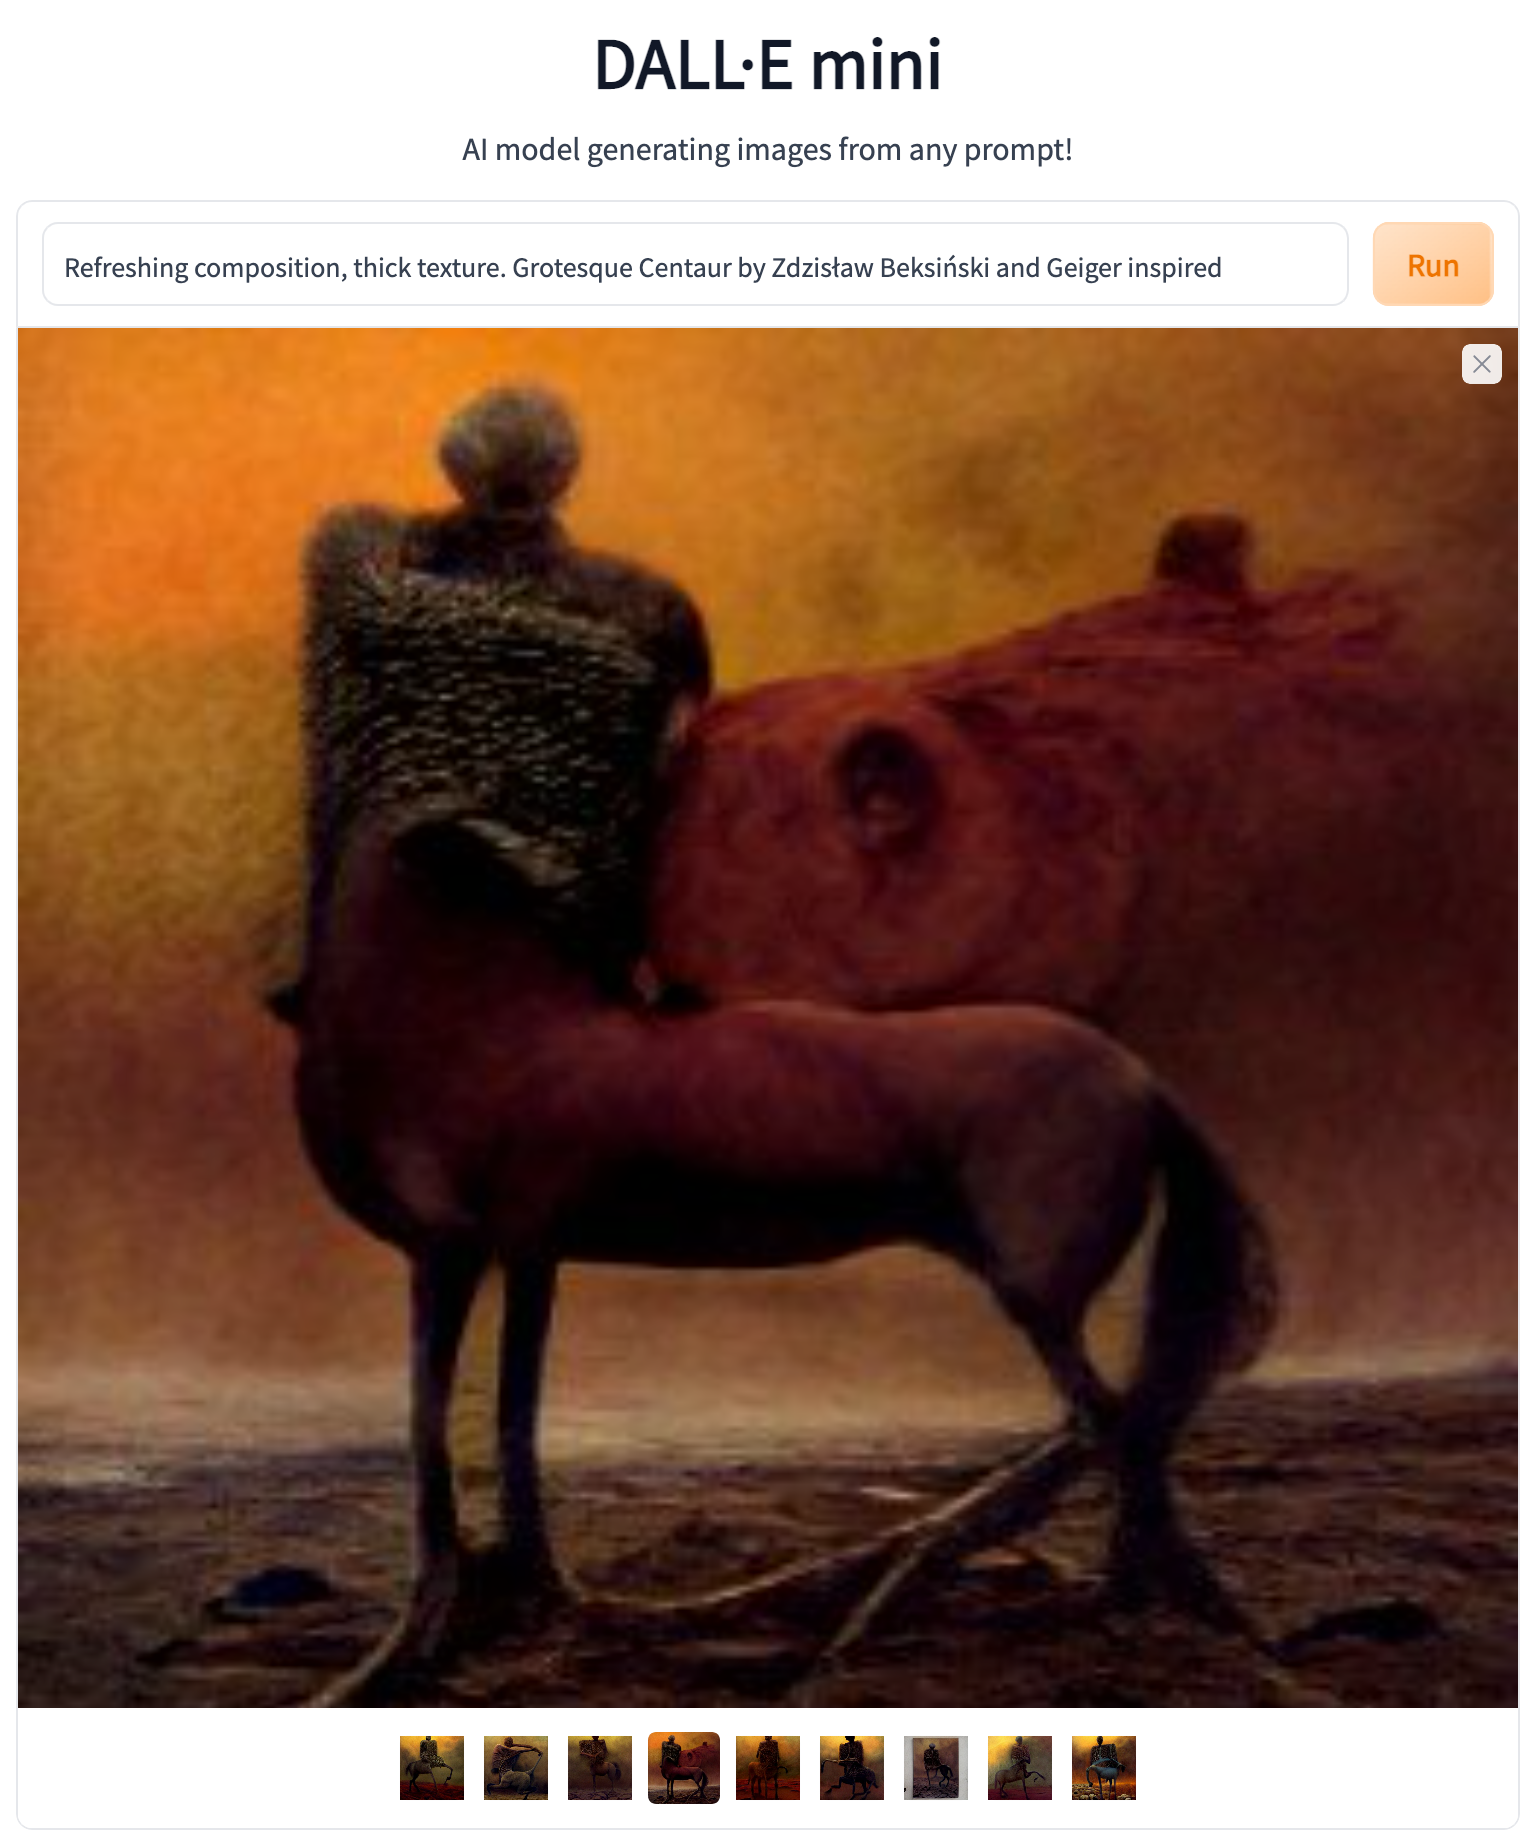 DALL·E mini
AI model generating images from any prompt!
Refreshing composition, thick texture. Grotesque Centaur by Zdzisław Beksiński and Geiger inspired
Run